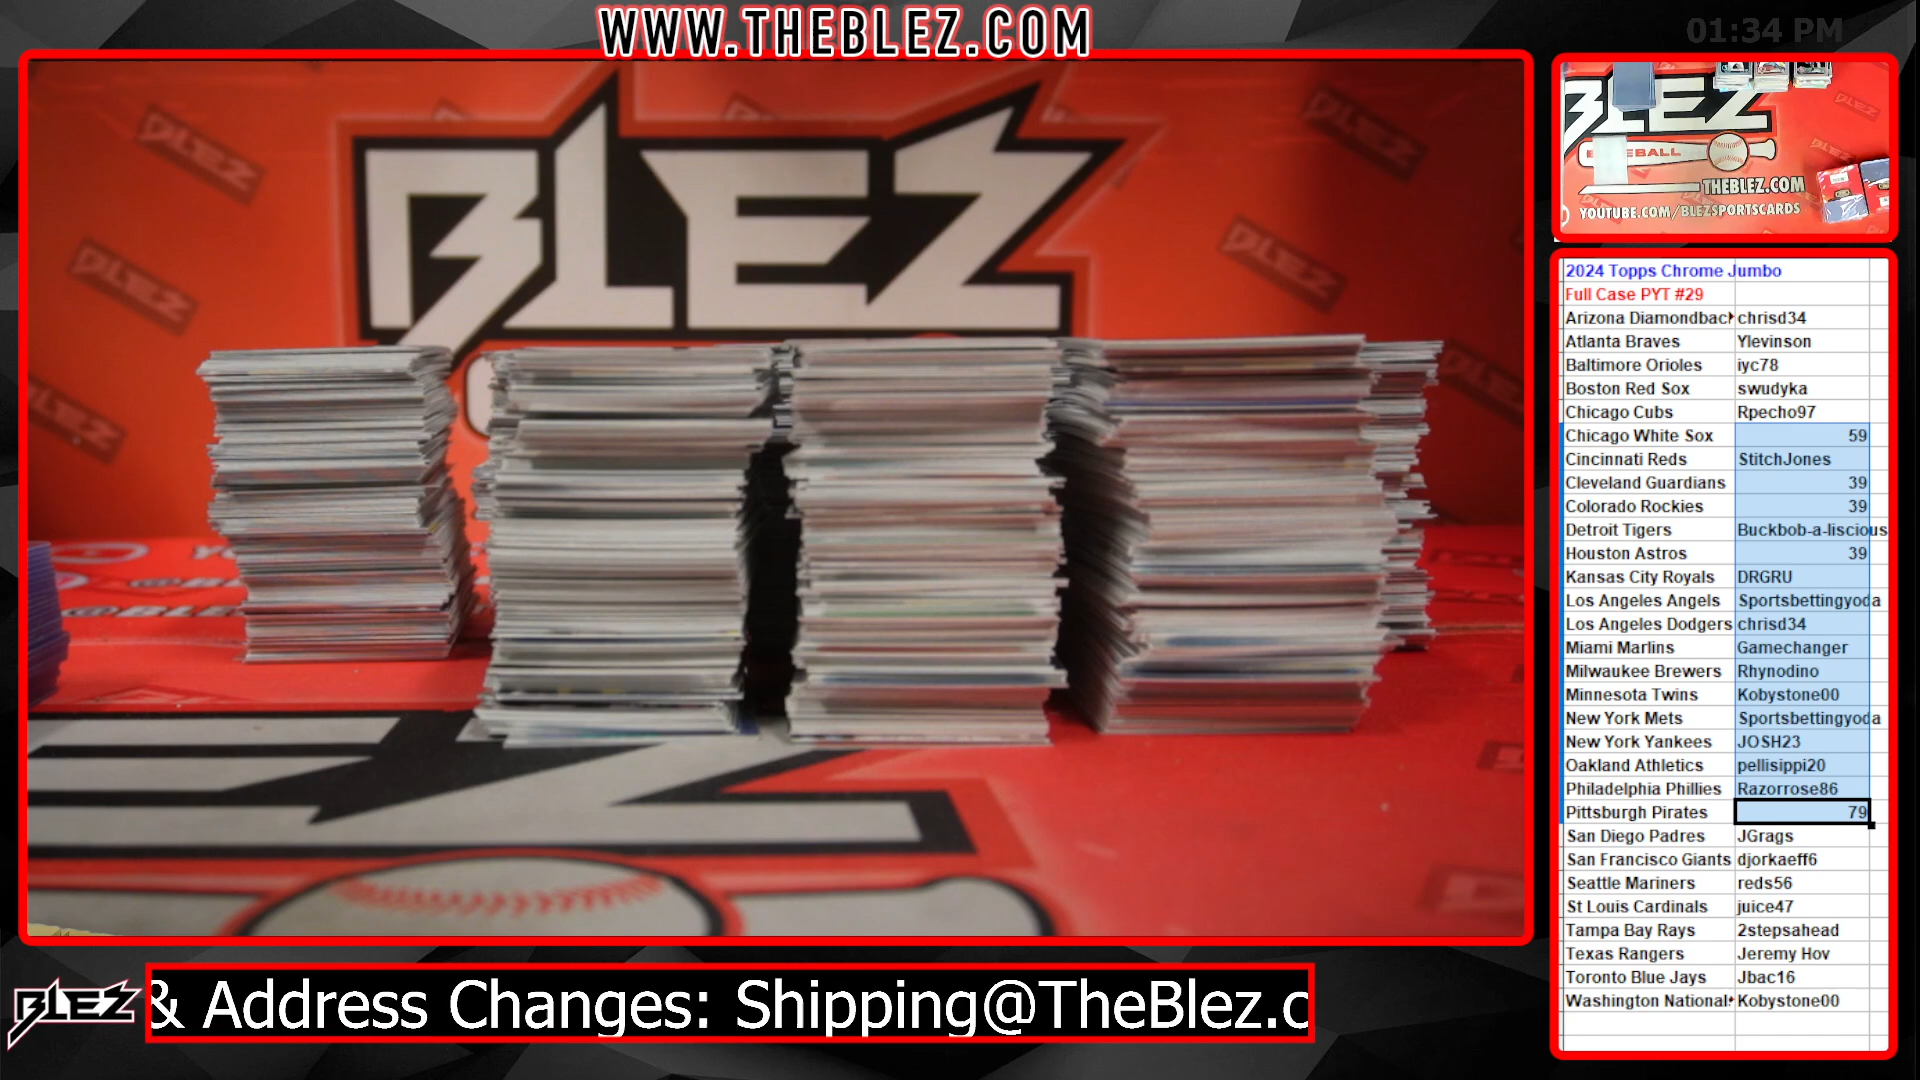 WWW.THEBLEZ.COM
01:34 PM
BLEZ
BLEZ
BASEBALL
THEBLEZ.COM
YOUTUBE.COM/BLEZSPORTSCARDS
2024 Topps Chrome Jumbo
Full Case PYT #29
Arizona Diamondbac chrisd34
Atlanta Braves Ylevinson
Baltimore Orioles iyc78
Boston Red Sox swudyka
Chicago Cubs Rpecho97
Chicago White Sox 59
Cincinnati Reds StitchJones
Cleveland Guardians 39
Colorado Rockies 39
Detroit Tigers Buckbob-a-liscious
Houston Astros 39
Kansas City Royals DRGRU
Los Angeles Angels Sportsbettingyoda
Los Angeles Dodgers chrisd34
Miami Marlins Gamechanger
Milwaukee Brewers Rhynodino
Minnesota Twins Kobystone00
New York Mets Sportsbettingyoda
New York Yankees JOSH23
Oakland Athletics pellisippi20
Philadelphia Phillies Razorrose86
Pittsburgh Pirates 79
San Diego Padres JGrags
San Francisco Giants djorkaeff6
Seattle Mariners reds56
St Louis Cardinals juice47
Tampa Bay Rays 2stepsahead
Texas Rangers Jeremy Hov
Toronto Blue Jays Jbac16
Washington National Kobystone00
BLEZ
& Address Changes: Shipping@TheBlez.c